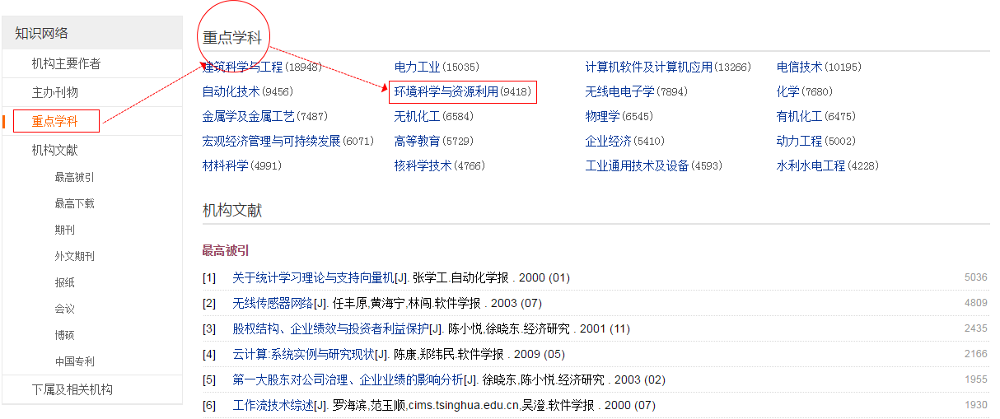 知识网络
机构主要作者
主办刊物
重点学科
机构文献
最高被引
最高下载
期刊
外文期刊
报纸
会议
博硕
中国专利
下属及相关机构
重点学科
建筑科学与工程(18948) 电力工业(15035) 计算机软件及计算机应用(13266) 电信技术(10195)
自动化技术(9456) 环境科学与资源利用(9418) 无线电电子学(7894) 化学(7680)
金属学及金属工艺(7487) 无机化工(6584) 物理学(6545) 有机化工(6475)
宏观经济管理与可持续发展(6071) 高等教育(5729) 企业经济(5410) 动力工程(5002)
材料科学(4991) 核科学技术(4766) 工业通用技术及设备(4593) 水利水电工程(4228)
机构文献
最高被引
[1] 关于统计学习理论与支持向量机[J]. 张学工.自动化学报 . 2000 (01) 5036
[2] 无线传感器网络[J]. 任丰原,黄海宁,林闯.软件学报 . 2003 (07) 4809
[3] 股权结构、企业绩效与投资者利益保护[J]. 陈小悦,徐晓东.经济研究 . 2001 (11) 2435
[4] 云计算:系统实例与研究现状[J]. 陈康,郑纬民.软件学报 . 2009 (05) 2166
[5] 第一大股东对公司治理、企业业绩的影响分析[J]. 徐晓东,陈小悦.经济研究 . 2003 (02) 1955
[6] 工作流技术综述[J]. 罗海滨,范玉顺,cims.tsinghua.edu.cn,吴澄.软件学报 . 2000 (07) 1930